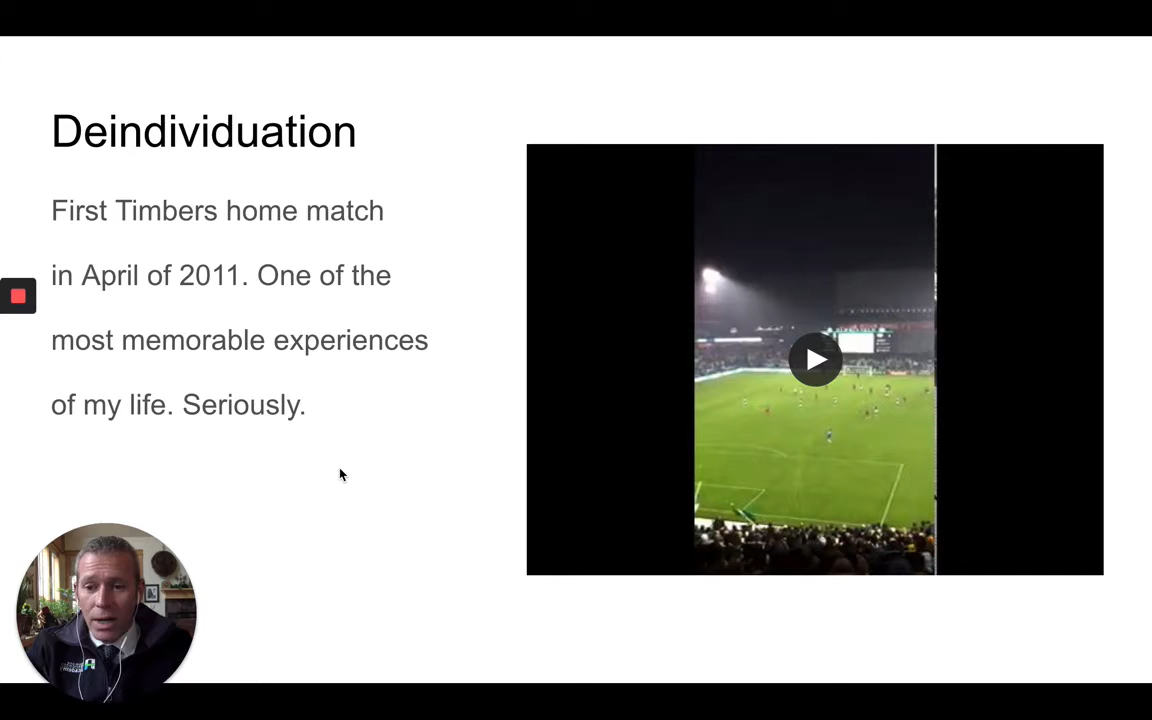 Deindividuation
First Timbers home match
in April of 2011. One of the
most memorable experiences
of my life. Seriously.